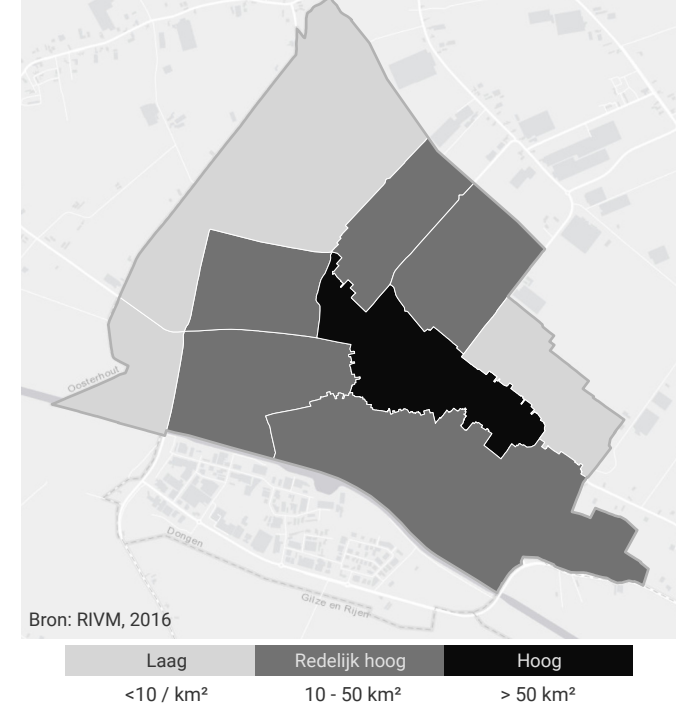 Oosterhout
Dongen
Gilze en Rijen
Bron: RIVM, 2016
Laag Redelijk hoog Hoog
<10 / km² 10 - 50 km² > 50 km²